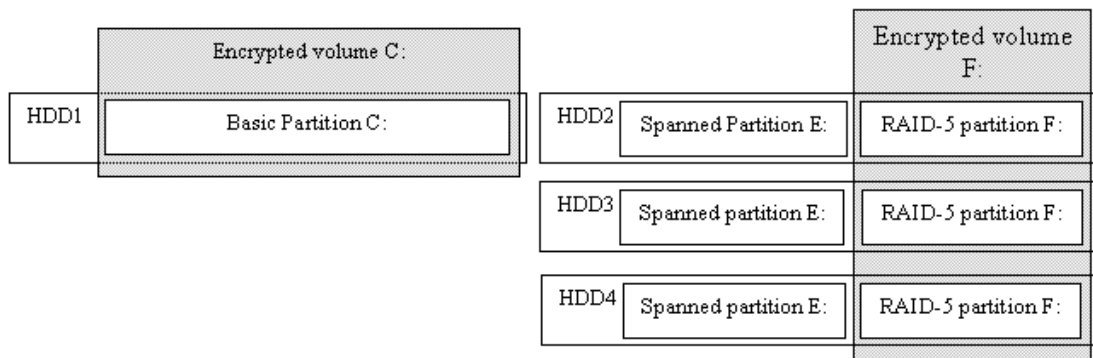 Encrypted volume C:
Encrypted volume
F:
HDD1
Basic Partition C:
HDD2
Spanned Partition E:
RAID-5 partition F:
HDD3
Spanned partition E:
RAID-5 partition F:
HDD4
Spanned partition E:
RAID-5 partition F: